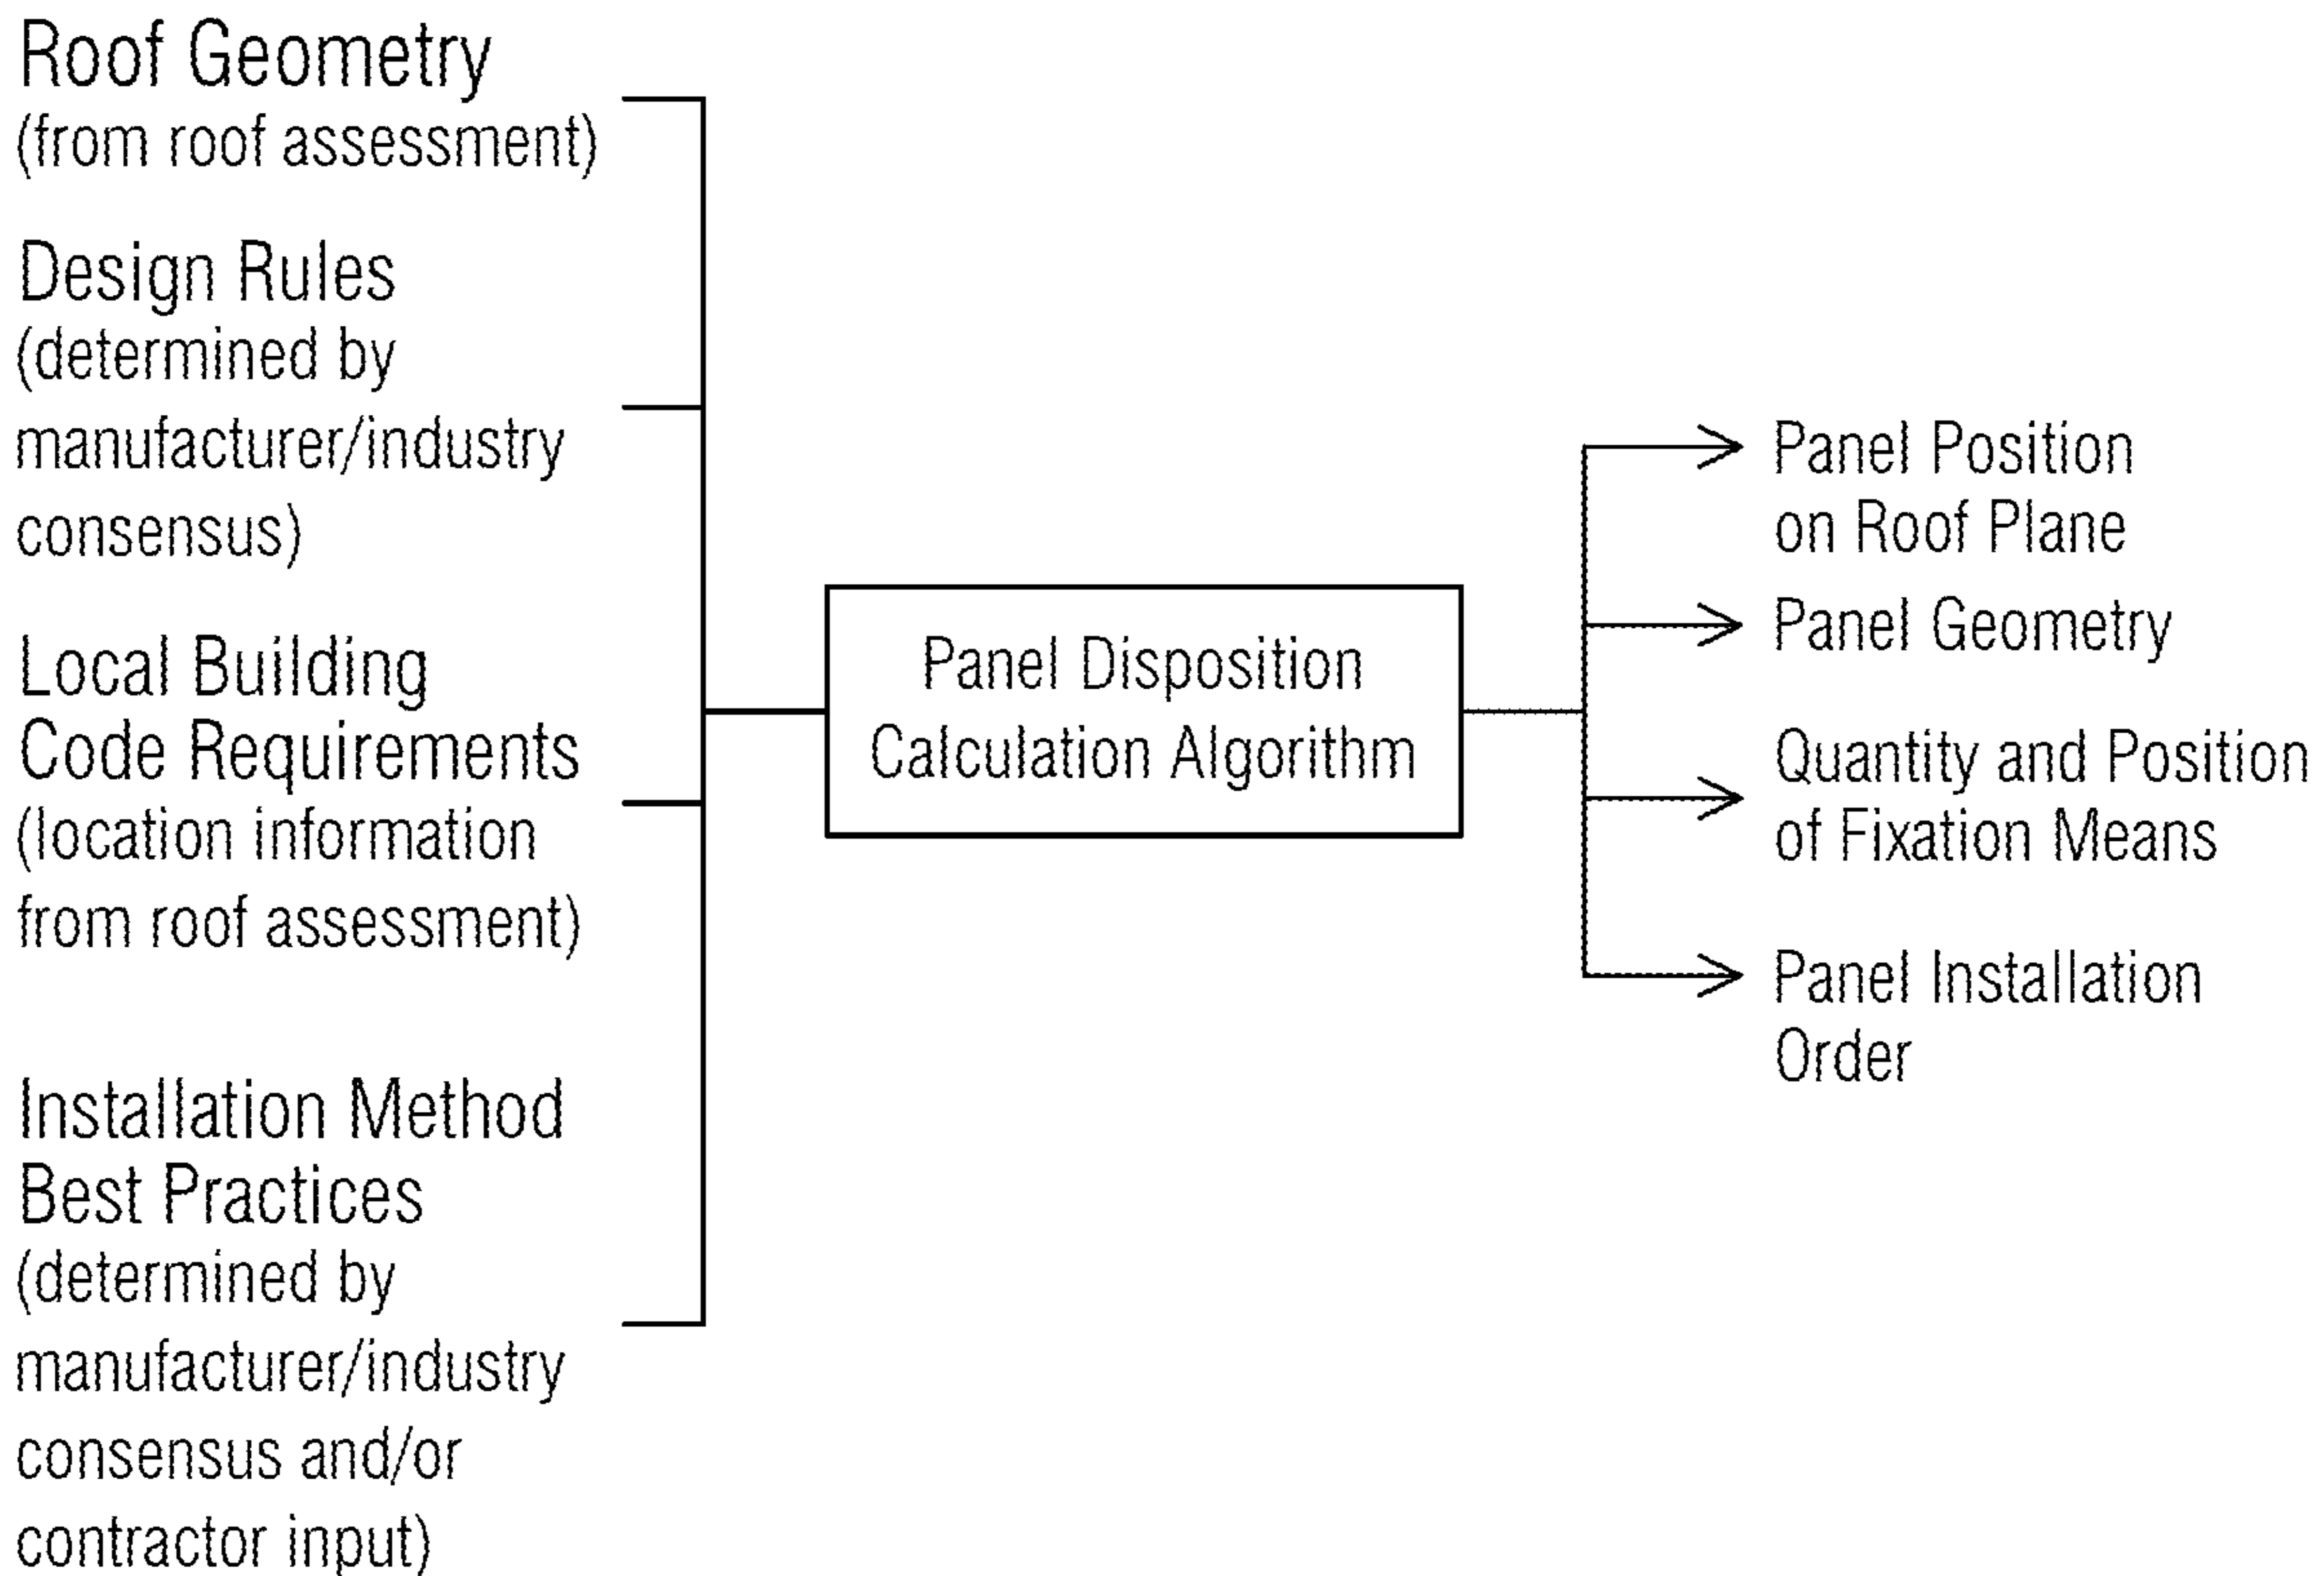 Roof Geometry
(from roof assessment)
Design Rules
(determined by
manufacturer/industry
consensus)
Local Building
Code Requirements
(location information
from roof assessment)
Installation Method
Best Practices
(determined by
manufacturer/industry
consensus and/or
contractor input)
Panel Disposition
Calculation Algorithm
Panel Position
on Roof Plane
Panel Geometry
Quantity and Position
of Fixation Means
Panel Installation
Order